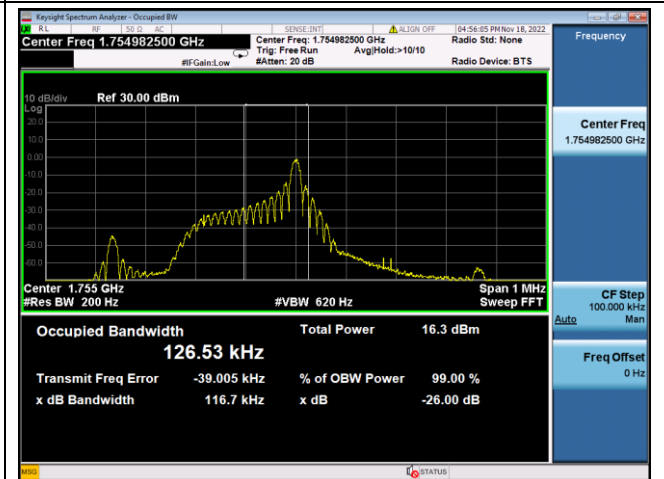 Keysight Spectrum Analyzer - Occupied BW
RL RF 50 Ω AC SENSE:INT ALIGN OFF 04:56:05 PM Nov 18, 2022
Center Freq 1.754982500 GHz
Center Freq: 1.754982500 GHz Radio Std: None
Trig: Free Run Avg|Hold:>10/10
#IFGain:Low #Atten: 20 dB Radio Device: BTS
Frequency
10 dB/div Ref 30.00 dBm
Log
20.0
10.0
0.00
-10.0
-20.0
-30.0
-40.0
-50.0
-60.0
Center 1.755 GHz Span 1 MHz
#Res BW 200 Hz #VBW 620 Hz Sweep FFT
Occupied Bandwidth Total Power 16.3 dBm
126.53 kHz
Transmit Freq Error -39.005 kHz % of OBW Power 99.00 %
x dB Bandwidth 116.7 kHz x dB -26.00 dB
Center Freq
1.754982500 GHz
CF Step
100.000 kHz
Auto Man
Freq Offset
0 Hz
MSG STATUS